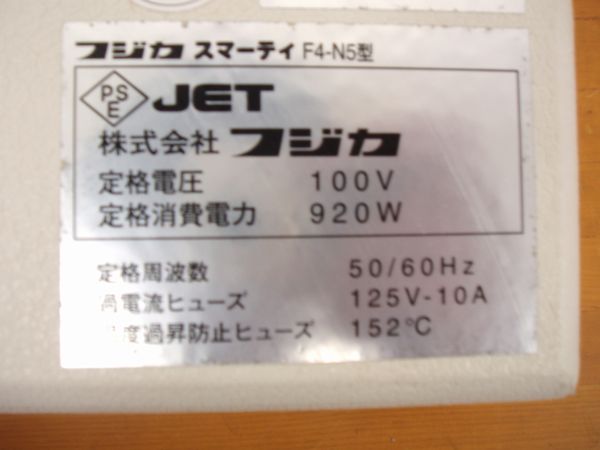 フジカ スマーティ F4-N5型
PSE JET
株式会社 フジカ
定格電圧 100V
定格消費電力 920W
定格周波数 50/60Hz
過電流ヒューズ 125V-10A
温度過昇防止ヒューズ 152℃